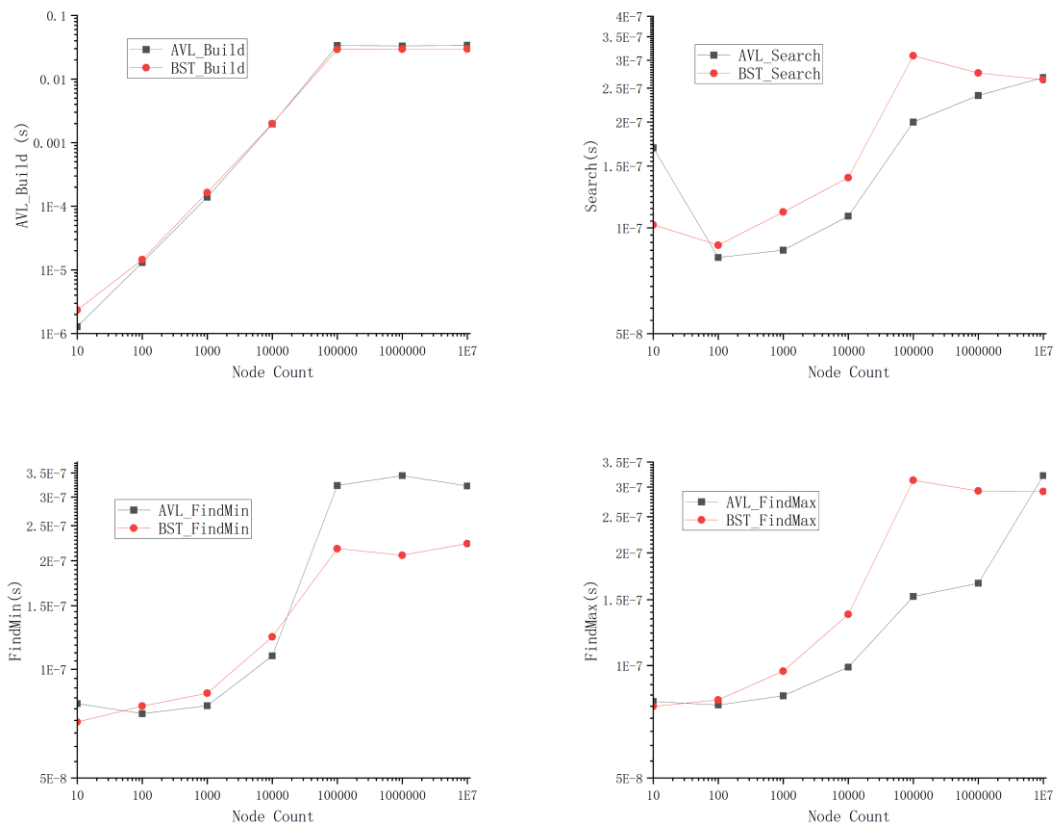 0.1
0.01
0.001
1E-4
1E-5
1E-6
AVL_Build (s)
AVL_Build
BST_Build
10 100 1000 10000 100000 1000000 1E7
Node Count
4E-7
3.5E-7
3E-7
2.5E-7
2E-7
1.5E-7
1E-7
5E-8
Search(s)
AVL_Search
BST_Search
10 100 1000 10000 100000 1000000 1E7
Node Count
3.5E-7
3E-7
2.5E-7
2E-7
1.5E-7
1E-7
5E-8
FindMin(s)
AVL_FindMin
BST_FindMin
10 100 1000 10000 100000 1000000 1E7
Node Count
3.5E-7
3E-7
2E-7
1.5E-7
1E-7
5E-8
FindMax(s)
AVL_FindMax
BST_FindMax
10 100 1000 10000 100000 1000000 1E7
Node Count